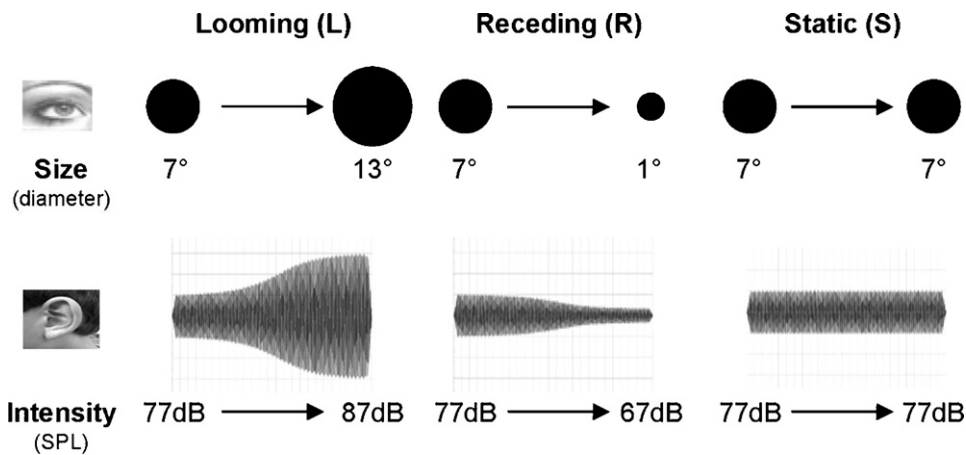 Looming (L)
Receding (R)
Static (S)
Size
(diameter)
7°
13°
7°
1°
7°
7°
Intensity
(SPL)
77dB
87dB
77dB
67dB
77dB
77dB